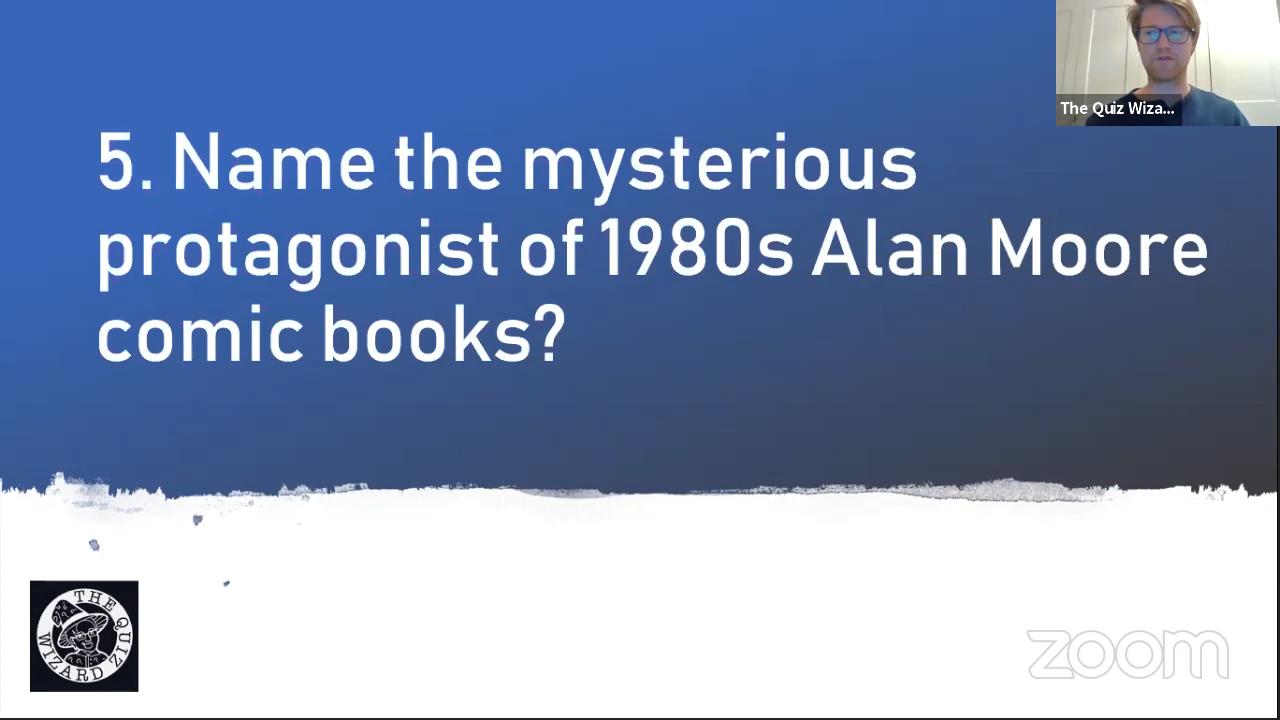 The Quiz Wiza...
5. Name the mysterious
protagonist of 1980s Alan Moore
comic books?
THE QUIZ
WIZARD
zoom